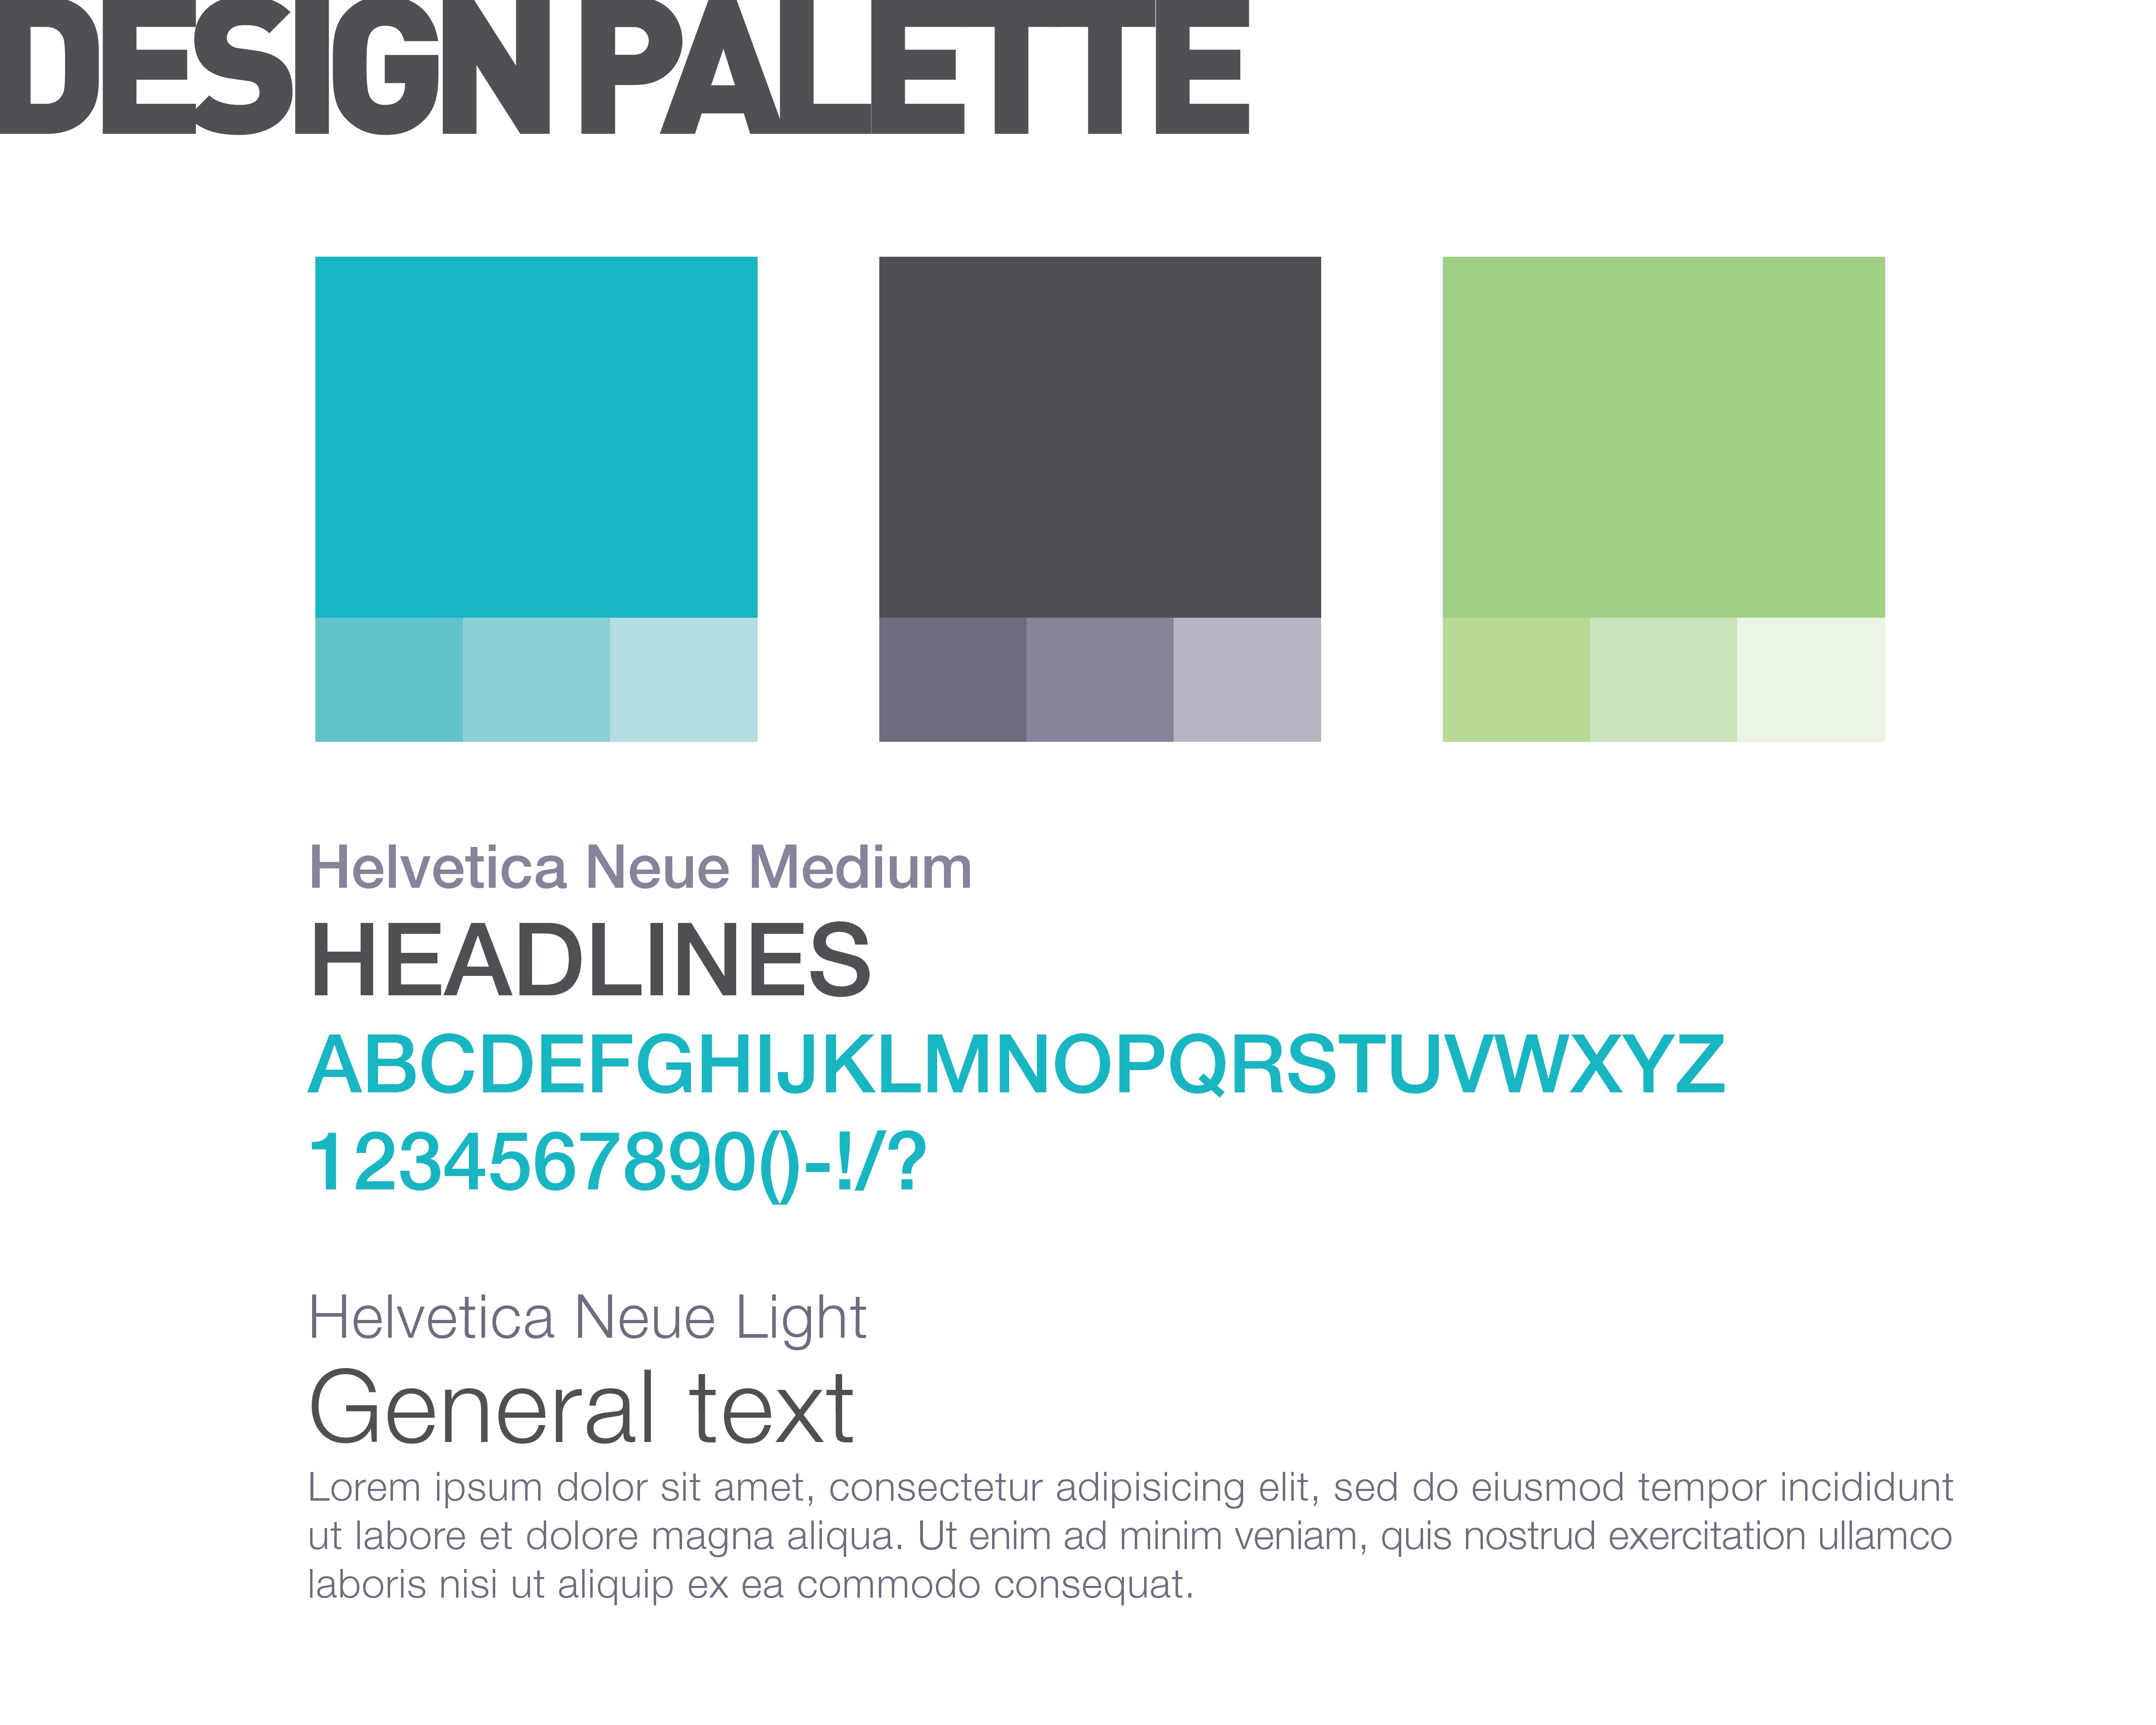 DESIGN PALETTE
Helvetica Neue Medium
HEADLINES
ABCDEFGHIJKLMNOPQRSTUVWXYZ
1234567890()-!/?
Helvetica Neue Light
General text
Lorem ipsum dolor sit amet, consectetur adipisicing elit, sed do eiusmod tempor incididunt
ut labore et dolore magna aliqua. Ut enim ad minim veniam, quis nostrud exercitation ullamco
laboris nisi ut aliquip ex ea commodo consequat.